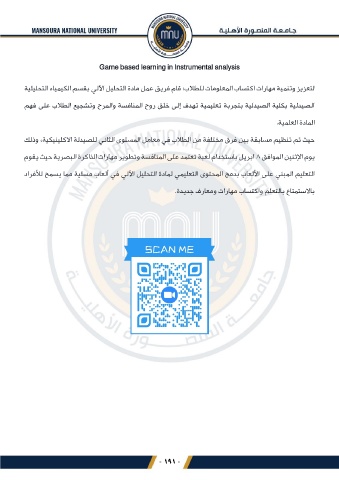 MANSOURA NATIONAL UNIVERSITY
جـامـعـة المنصـورة الأهـليـة
Game based learning in Instrumental analysis
لتعزيز وتنمية مهارات اكتساب المعلومات للطلاب؛ قام فريق عمل مادة التحليل الآلي بقسم الكيمياء التحليلية
الصيدلية بكلية الصيدلية بتجربة تعليمية تهدف إلى خلق روح المنافسة والمرح وتشجيع الطلاب على فهم
المادة العلمية.
حيث تم تنظيم مسابقة بين فرق مختلفة من الطلاب في معامل المستوى الثاني للصيدلة الاكلينيكية، وذلك
يوم الإثنين الموافق ٨ ابريل باستخدام لعبة تعتمد على المنافسة وتطوير مهارات الذاكرة البصرية حيث يقوم
التعليم المبني على الألعاب بدمج المحتوى التعليمي لمادة التحليل الآلي في ألعاب مسلية مما يسمح للأفراد
بالاستمتاع بالتعلم واكتساب مهارات ومعارف جديدة.
SCAN ME
- ١٩١ -